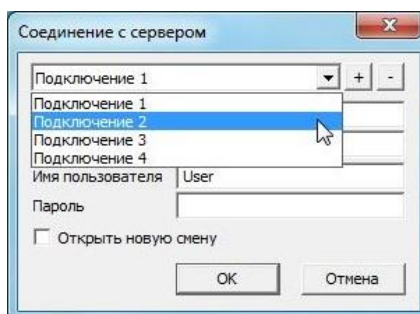 Соединение с сервером
Подключение 1
+ -
Подключение 1
Подключение 2
Подключение 3
Подключение 4
Имя пользователя User
Пароль
Открыть новую смену
OK Отмена